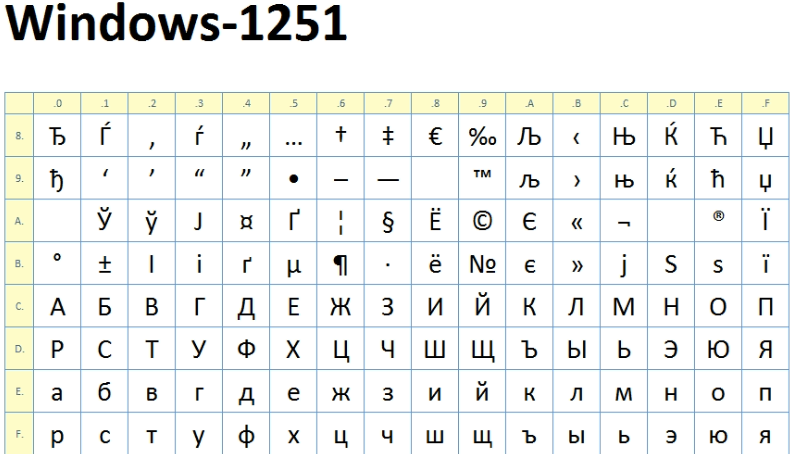 Windows-1251
.0 .1 .2 .3 .4 .5 .6 .7 .8 .9 .A .B .C .D .E .F
8. Ђ Ѓ ‚ ѓ „ … † ‡ € ‰ Љ ‹ Њ Ќ Ћ Џ
9. ђ ‘ ’ “ ” • – — ™ љ › њ ќ ћ џ
A. Ў ў Ј ¤ Ґ ¦ § Ё © Є « ¬ ® Ї
B. ° ± І і ґ µ ¶ · ё № є » ј Ѕ ѕ ї
C. А Б В Г Д Е Ж З И Й К Л М Н О П
D. Р С Т У Ф Х Ц Ч Ш Щ Ъ Ы Ь Э Ю Я
E. а б в г д е ж з и й к л м н о п
F. р с т у ф х ц ч ш щ ъ ы ь э ю я